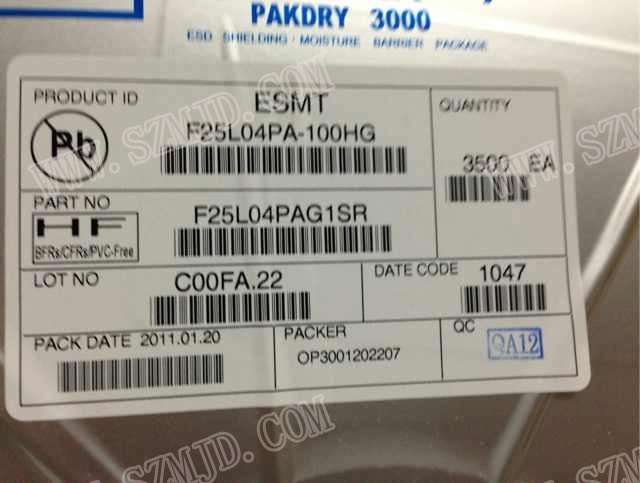 PAKDRY 3000
ESD SHIELDING · MOISTURE BARRIER PACKAGE
PRODUCT ID
ESMT
QUANTITY
Pb
F25L04PA-100HG
3500 EA
PART NO
F25L04PAG1SR
HF
BFRs/CFRs/PVC-Free
LOT NO
C00FA.22
DATE CODE 1047
PACK DATE 2011.01.20
PACKER
OP3001202207
QC
QA12
WWW.SZMJD.COM
WWW.SZMJD.COM